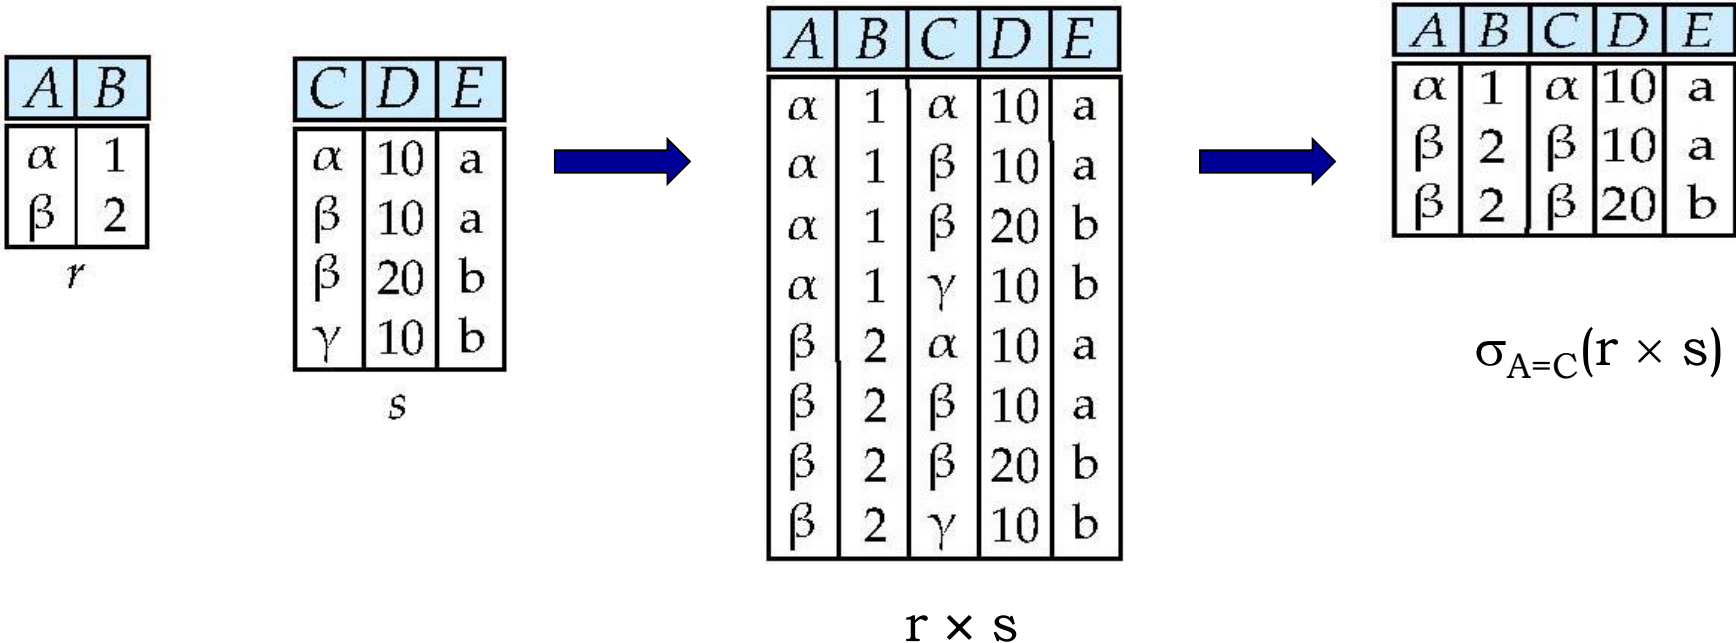 A B
α 1
β 2
r
C D E
α 10 a
β 10 a
β 20 b
γ 10 b
s
A B C D E
α 1 α 10 a
α 1 β 10 a
α 1 β 20 b
α 1 γ 10 b
β 2 α 10 a
β 2 β 10 a
β 2 β 20 b
β 2 γ 10 b
r × s
A B C D E
α 1 α 10 a
β 2 β 10 a
β 2 β 20 b
σA=C(r × s)